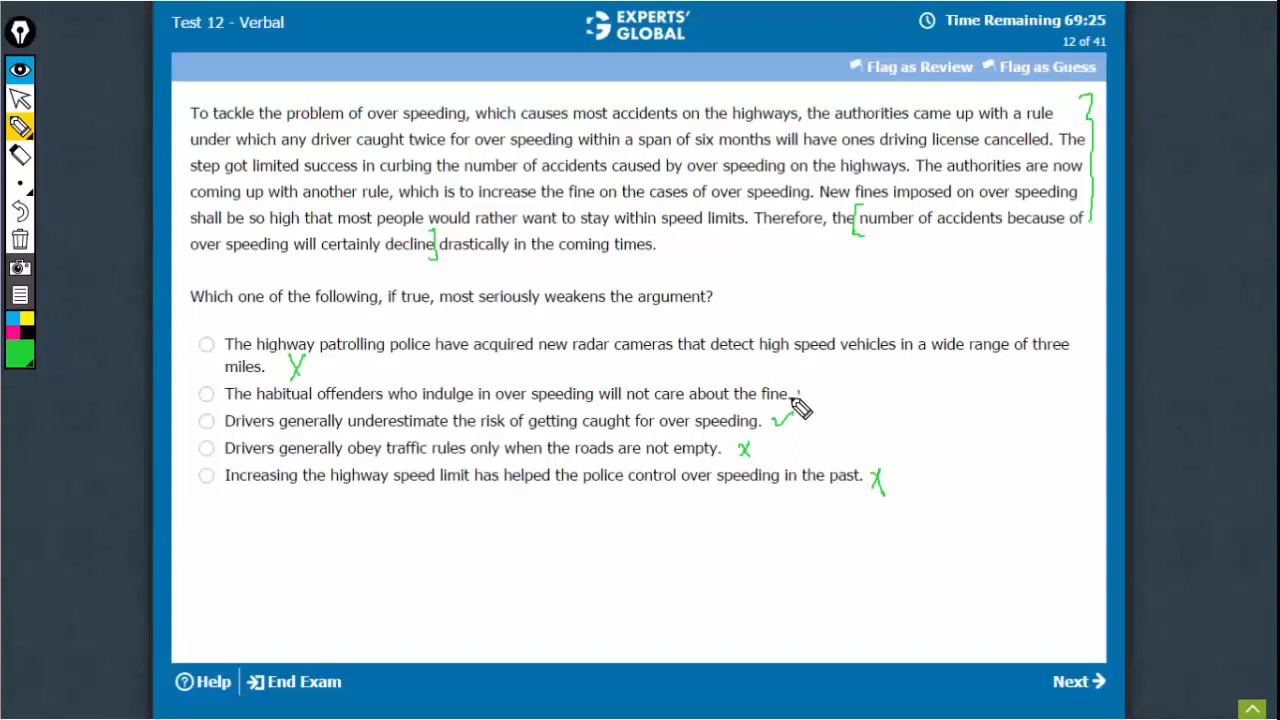 Test 12 - Verbal
EXPERTS'
GLOBAL
Time Remaining 69:25
12 of 41
Flag as Review
Flag as Guess
To tackle the problem of over speeding, which causes most accidents on the highways, the authorities came up with a rule
under which any driver caught twice for over speeding within a span of six months will have ones driving license cancelled. The
step got limited success in curbing the number of accidents caused by over speeding on the highways. The authorities are now
coming up with another rule, which is to increase the fine on the cases of over speeding. New fines imposed on over speeding
shall be so high that most people would rather want to stay within speed limits. Therefore, the number of accidents because of
over speeding will certainly decline drastically in the coming times.
Which one of the following, if true, most seriously weakens the argument?
The highway patrolling police have acquired new radar cameras that detect high speed vehicles in a wide range of three
miles.
The habitual offenders who indulge in over speeding will not care about the fine.
Drivers generally underestimate the risk of getting caught for over speeding.
Drivers generally obey traffic rules only when the roads are not empty.
Increasing the highway speed limit has helped the police control over speeding in the past.
Help
End Exam
Next